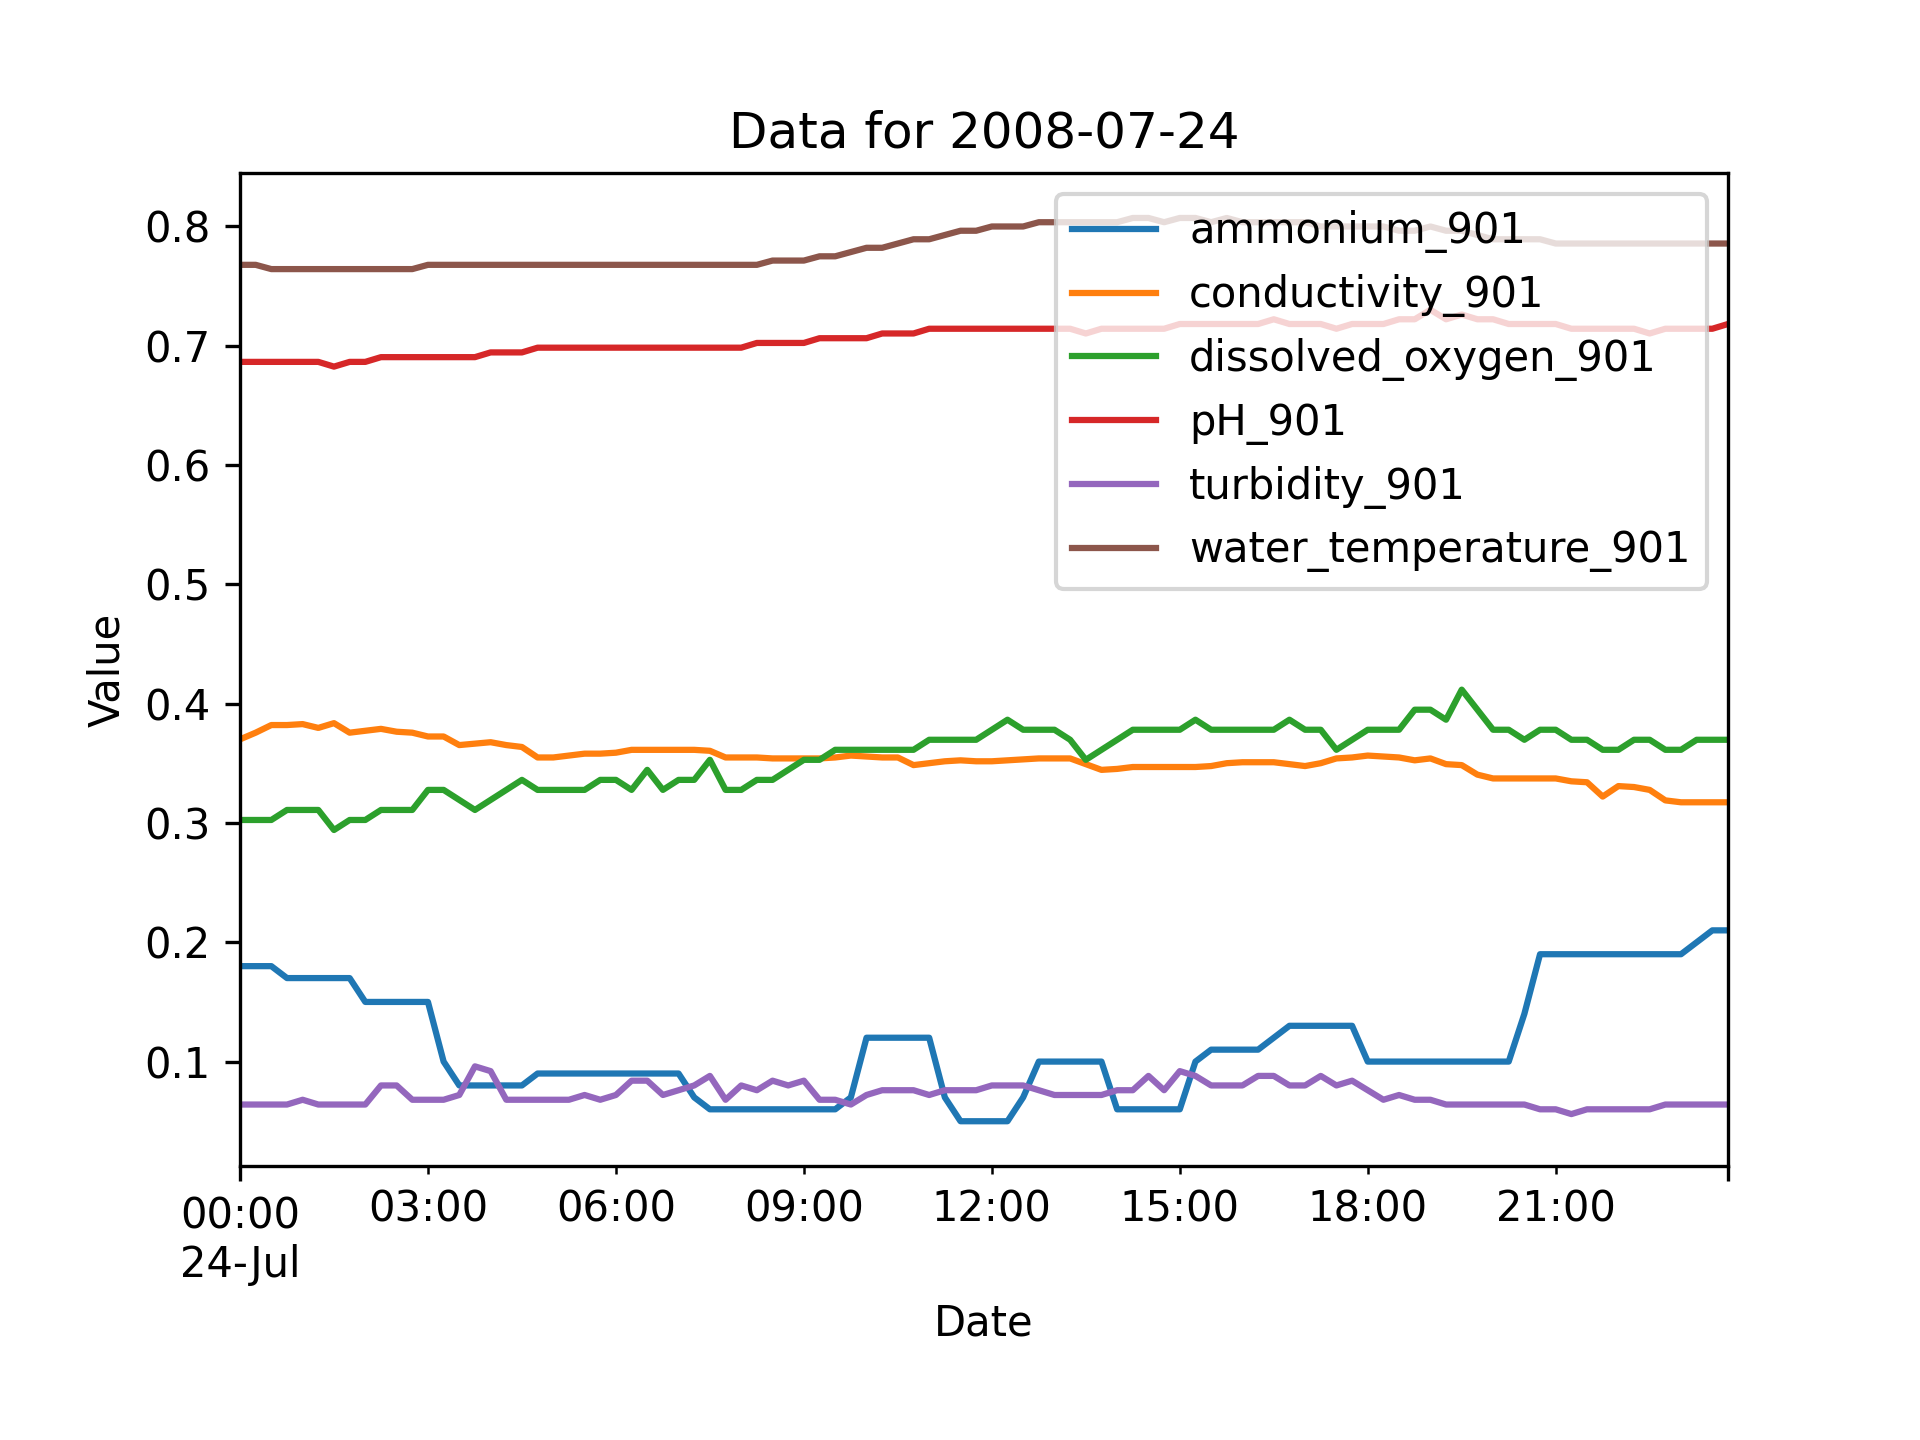 Data for 2008-07-24
0.8
0.7
0.6
0.5
0.4
0.3
0.2
0.1
Value
ammonium_901
conductivity_901
dissolved_oxygen_901
pH_901
turbidity_901
water_temperature_901
00:00 03:00 06:00 09:00 12:00 15:00 18:00 21:00
24-Jul
Date